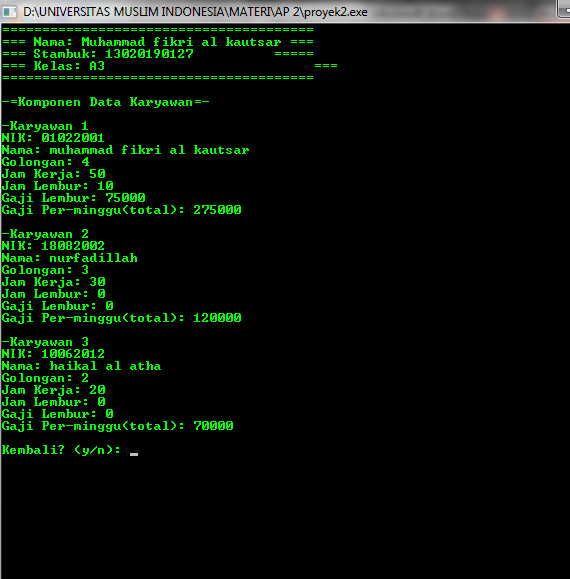 D:\UNIVERSITAS MUSLIM INDONESIA\MATERI\AP 2\proyek2.exe
=======================================
=== Nama: Muhammad fikri al kautsar ===
=== Stambuk: 13020190127          =====
=== Kelas: A3                          ===
=======================================
-=Komponen Data Karyawan=-
-Karyawan 1
NIK: 01022001
Nama: muhammad fikri al kautsar
Golongan: 4
Jam Kerja: 50
Jam Lembur: 10
Gaji Lembur: 75000
Gaji Per-minggu(total): 275000
-Karyawan 2
NIK: 18082002
Nama: nurfadillah
Golongan: 3
Jam Kerja: 30
Jam Lembur: 0
Gaji Lembur: 0
Gaji Per-minggu(total): 120000
-Karyawan 3
NIK: 10062012
Nama: haikal al atha
Golongan: 2
Jam Kerja: 20
Jam Lembur: 0
Gaji Lembur: 0
Gaji Per-minggu(total): 70000
Kembali? (y/n): _